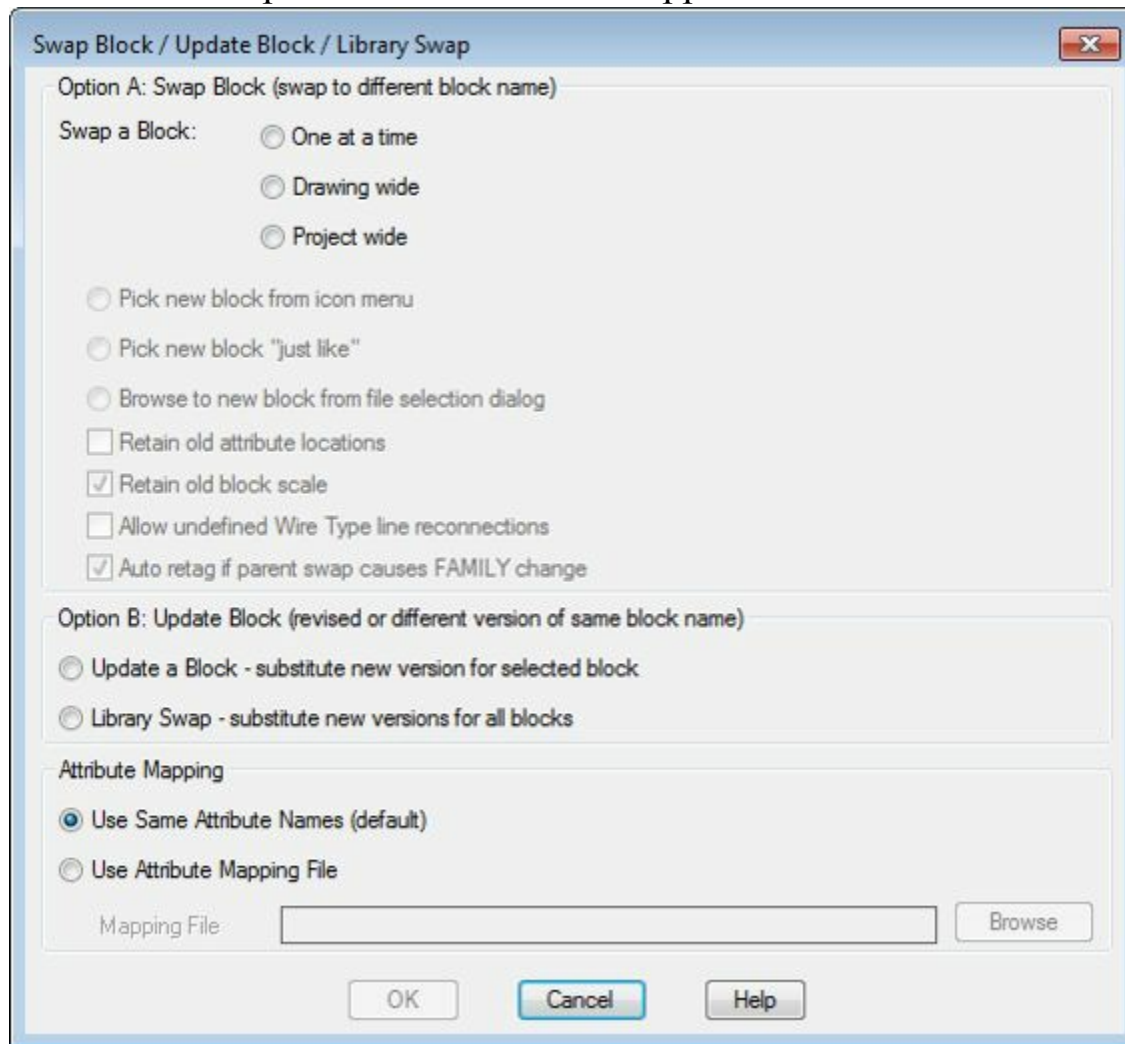 Swap Block / Update Block / Library Swap
Option A: Swap Block (swap to different block name)
Swap a Block:
One at a time
Drawing wide
Project wide
Pick new block from icon menu
Pick new block "just like"
Browse to new block from file selection dialog
Retain old attribute locations
Retain old block scale
Allow undefined Wire Type line reconnections
Auto retag if parent swap causes FAMILY change
Option B: Update Block (revised or different version of same block name)
Update a Block - substitute new version for selected block
Library Swap - substitute new versions for all blocks
Attribute Mapping
Use Same Attribute Names (default)
Use Attribute Mapping File
Mapping File
Browse
OK Cancel Help